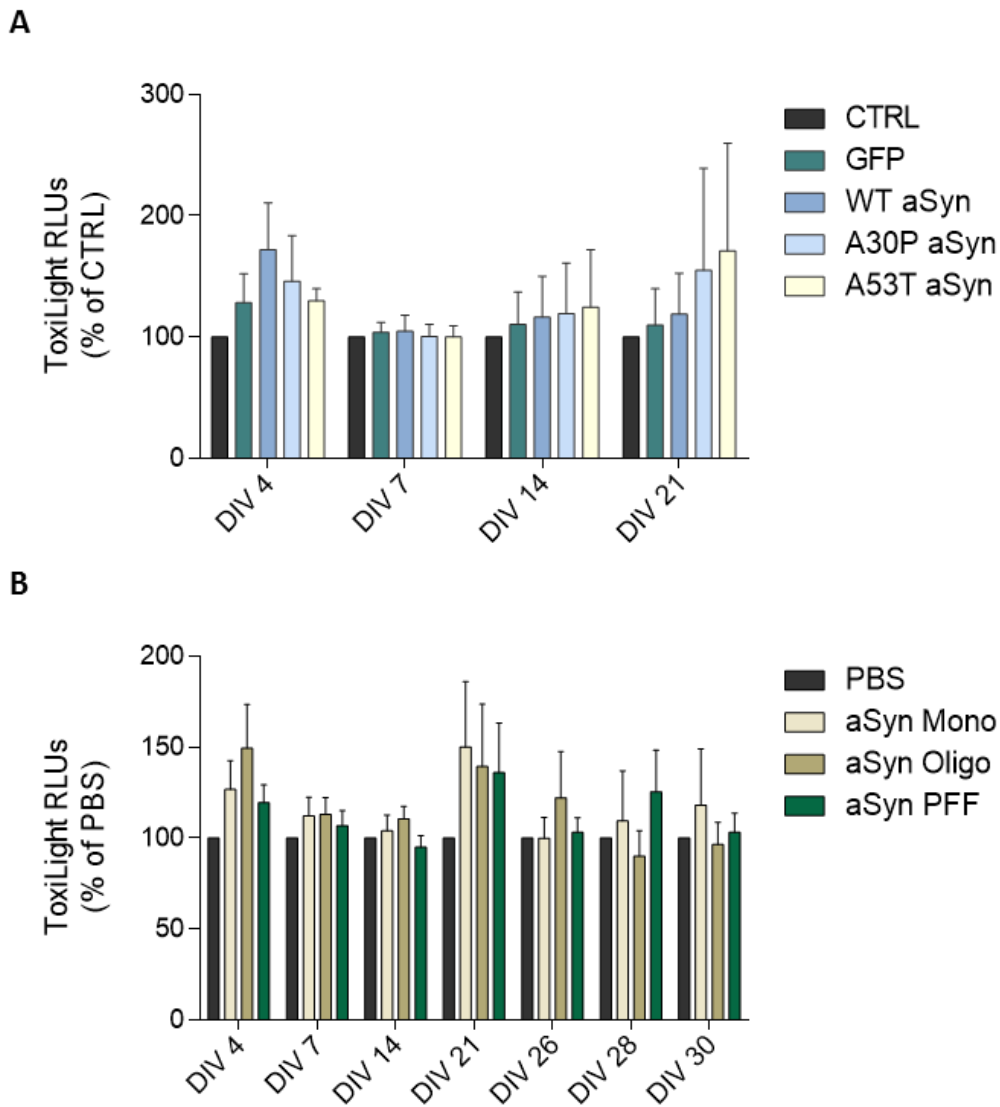 A
300
200
100
0
ToxiLight RLUs
(% of CTRL)
DIV 4
DIV 7
DIV 14
DIV 21
CTRL
GFP
WT aSyn
A30P aSyn
A53T aSyn
B
200
150
100
50
0
ToxiLight RLUs
(% of PBS)
DIV 4
DIV 7
DIV 14
DIV 21
DIV 26
DIV 28
DIV 30
PBS
aSyn Mono
aSyn Oligo
aSyn PFF